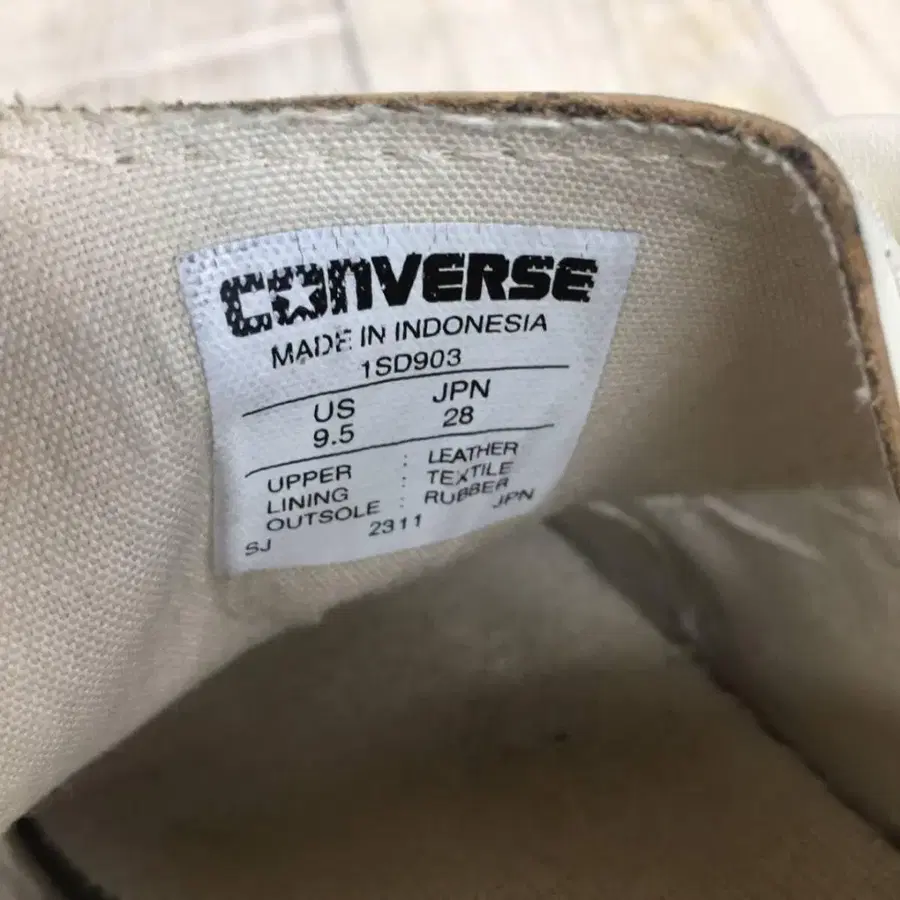 CONVERSE
MADE IN INDONESIA
1SD903
US JPN
9.5 28
UPPER : LEATHER
LINING : TEXTILE
OUTSOLE : RUBBER
SJ 2311 JPN